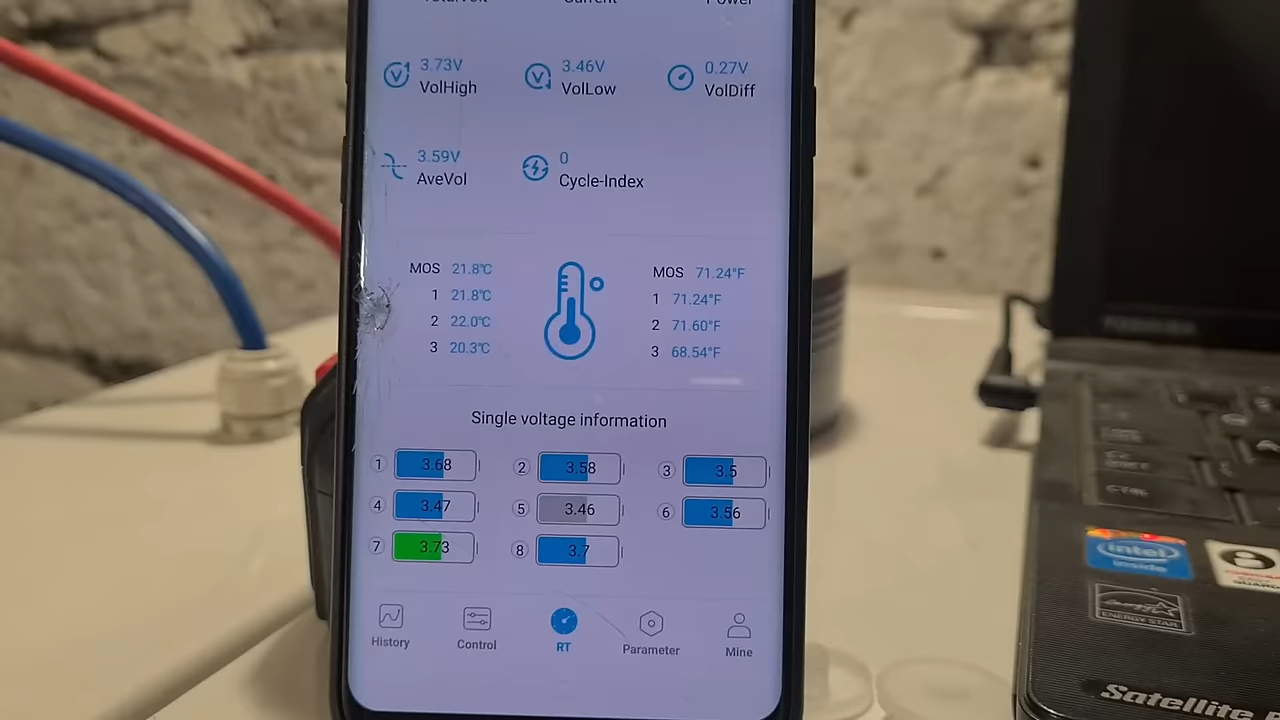 Current
Power
3.73V
VolHigh
3.46V
VolLow
0.27V
VolDiff
3.59V
AveVol
0
Cycle-Index
MOS 21.8℃
1 21.8℃
2 22.0℃
3 20.3℃
MOS 71.24°F
1 71.24°F
2 71.60°F
3 68.54°F
Single voltage information
1 3.68
2 3.58
3 3.5
4 3.47
5 3.46
6 3.56
7 3.73
8 3.7
History
Control
RT
Parameter
Mine
TOSHIBA
CTRL
intel
inside
ENERGY STAR
Satellite